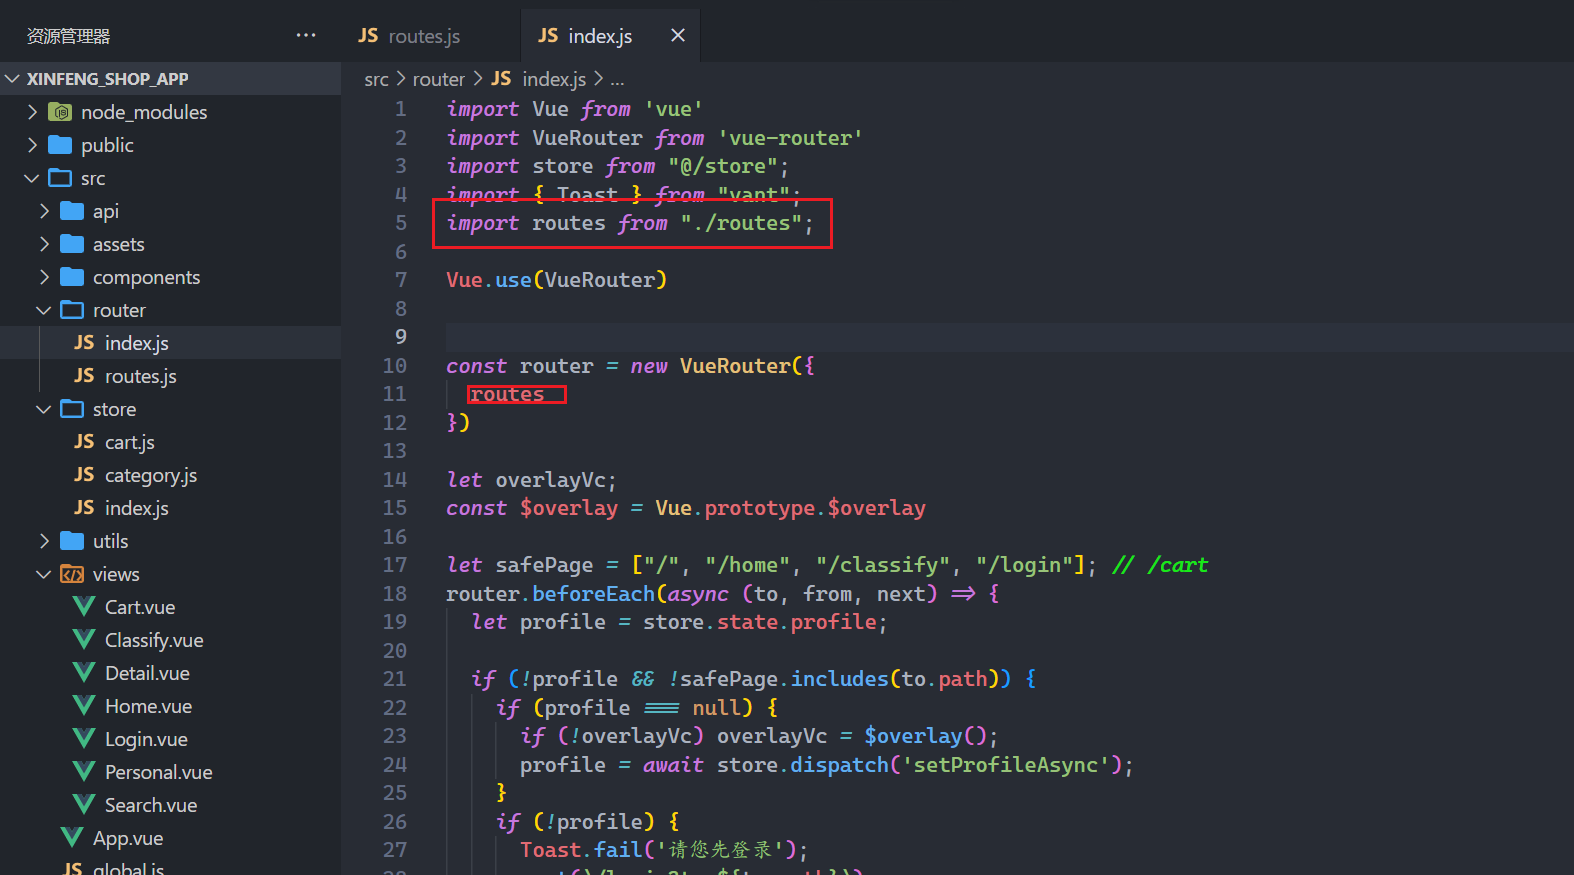 资源管理器 ···
JS routes.js
JS index.js ×
XINFENG_SHOP_APP
node_modules
public
src
api
assets
components
router
JS index.js
JS routes.js
store
JS cart.js
JS category.js
JS index.js
utils
views
Cart.vue
Classify.vue
Detail.vue
Home.vue
Login.vue
Personal.vue
Search.vue
App.vue
JS global.js
src > router > JS index.js > ...
1 import Vue from 'vue'
2 import VueRouter from 'vue-router'
3 import store from "@/store";
4 import { Toast } from "vant";
5 import routes from "./routes";
6
7 Vue.use(VueRouter)
8
9
10 const router = new VueRouter({
11   routes
12 })
13
14 let overlayVc;
15 const $overlay = Vue.prototype.$overlay
16
17 let safePage = ["/", "/home", "/classify", "/login"]; // /cart
18 router.beforeEach(async (to, from, next) => {
19   let profile = store.state.profile;
20
21   if (!profile && !safePage.includes(to.path)) {
22     if (profile === null) {
23       if (!overlayVc) overlayVc = $overlay();
24       profile = await store.dispatch('setProfileAsync');
25     }
26     if (!profile) {
27       Toast.fail('请您先登录');